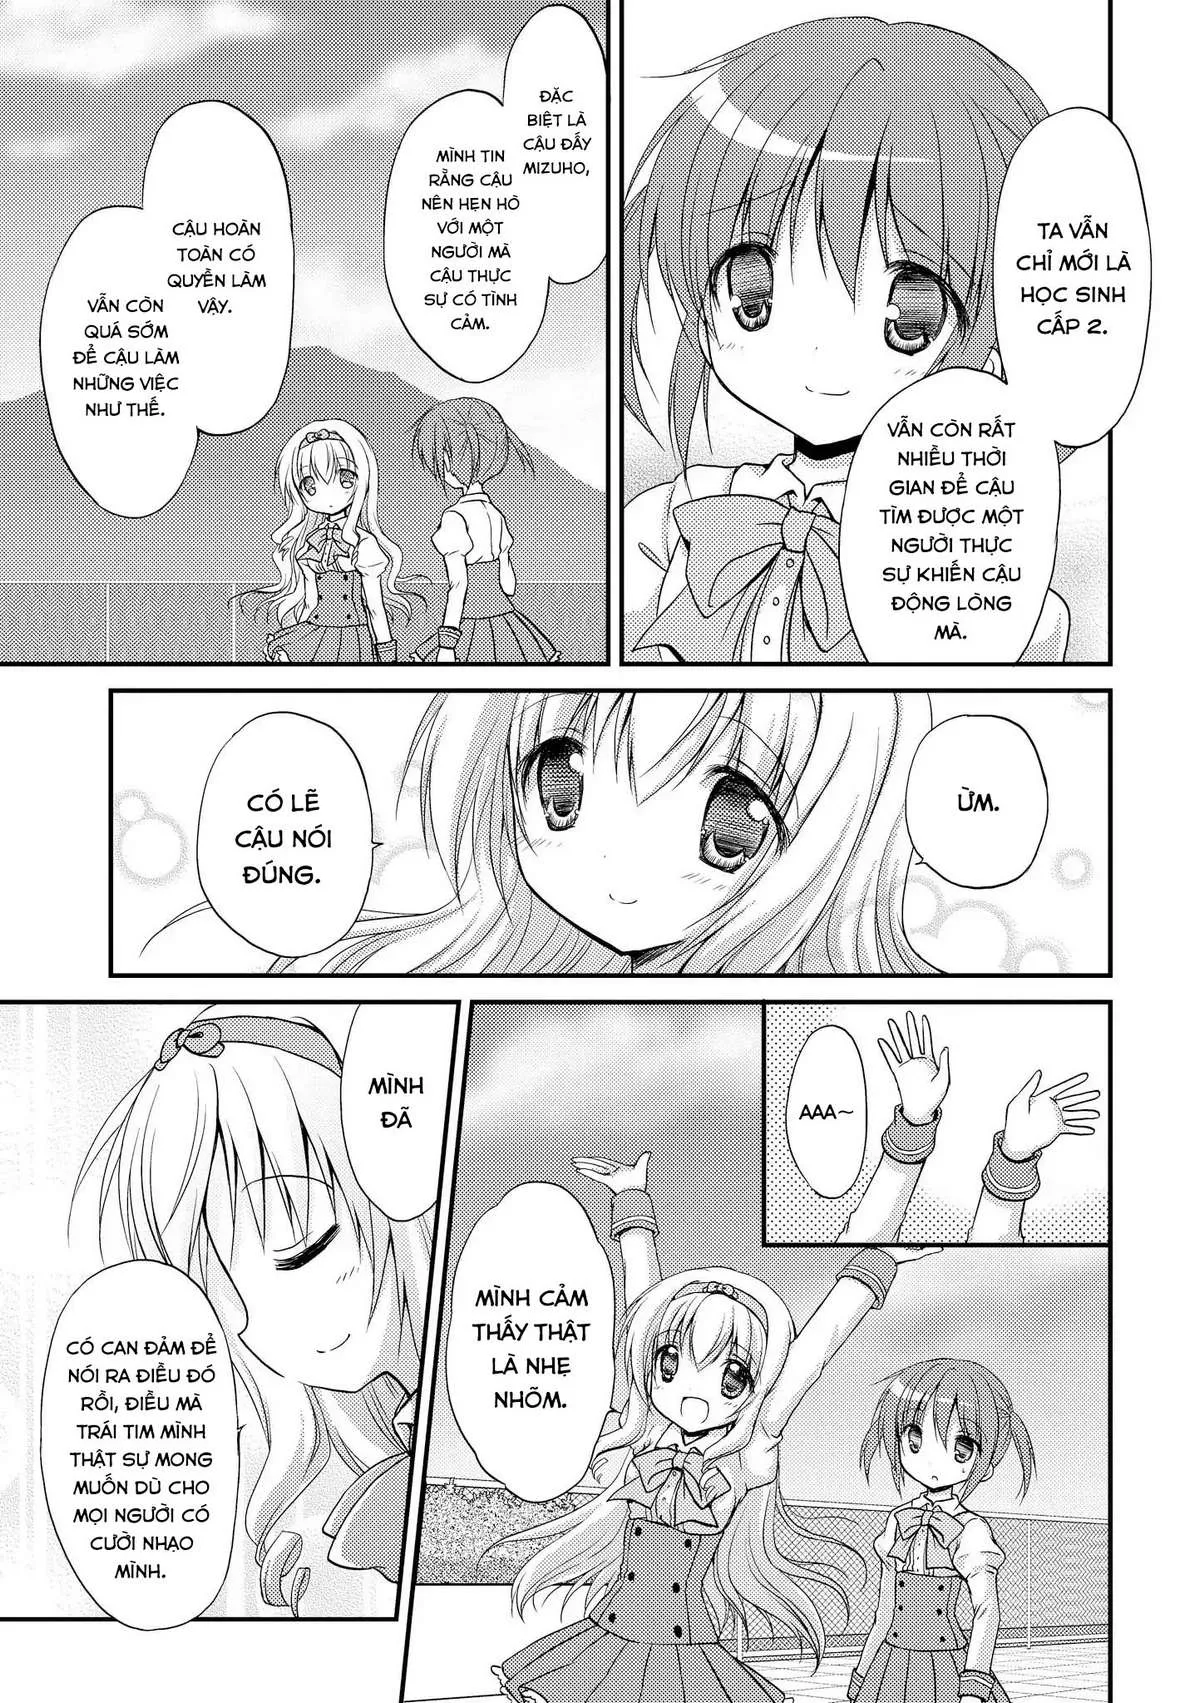 TA VẪN
CHỈ MỚI LÀ
HỌC SINH
CẤP 2.
VẪN CÒN RẤT
NHIỀU THỜI
GIAN ĐỂ CẬU
TÌM ĐƯỢC MỘT
NGƯỜI THỰC
SỰ KHIẾN CẬU
ĐỘNG LÒNG
MÀ.
ĐẶC
BIỆT LÀ
CẬU ĐẤY
MIZUHO,
MÌNH TIN
RẰNG CẬU
NÊN HẸN HÒ
VỚI MỘT
NGƯỜI MÀ
CẬU THỰC
SỰ CÓ TÌNH
CẢM.
CẬU HOÀN
TOÀN CÓ
QUYỀN LÀM
VẬY.
VẪN CÒN
QUÁ SỚM
ĐỂ CẬU LÀM
NHỮNG VIỆC
NHƯ THẾ.
ỪM.
CÓ LẼ
CẬU NÓI
ĐÚNG.
AAA~
MÌNH CẢM
THẤY THẬT
LÀ NHẸ
NHÕM.
MÌNH
ĐÃ
CÓ CAN ĐẢM ĐỂ
NÓI RA ĐIỀU ĐÓ
RỒI, ĐIỀU MÀ
TRÁI TIM MÌNH
THẬT SỰ MONG
MUỐN DÙ CHO
MỌI NGƯỜI CÓ
CƯỜI NHẠO
MÌNH.